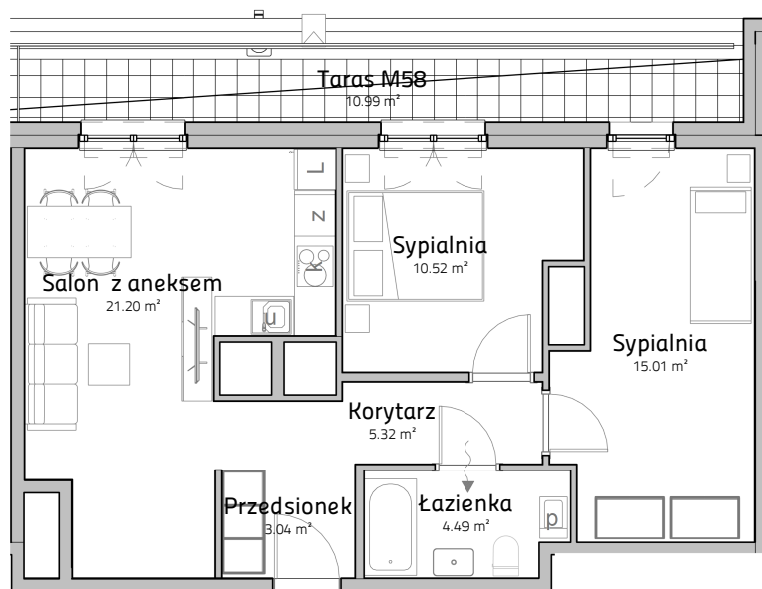 Taras M58
10.99 m²
L
z
k
u
Sypialnia
10.52 m²
Salon z aneksem
21.20 m²
Sypialnia
15.01 m²
Korytarz
5.32 m²
Przedsionek
3.04 m²
Łazienka
4.49 m²
p